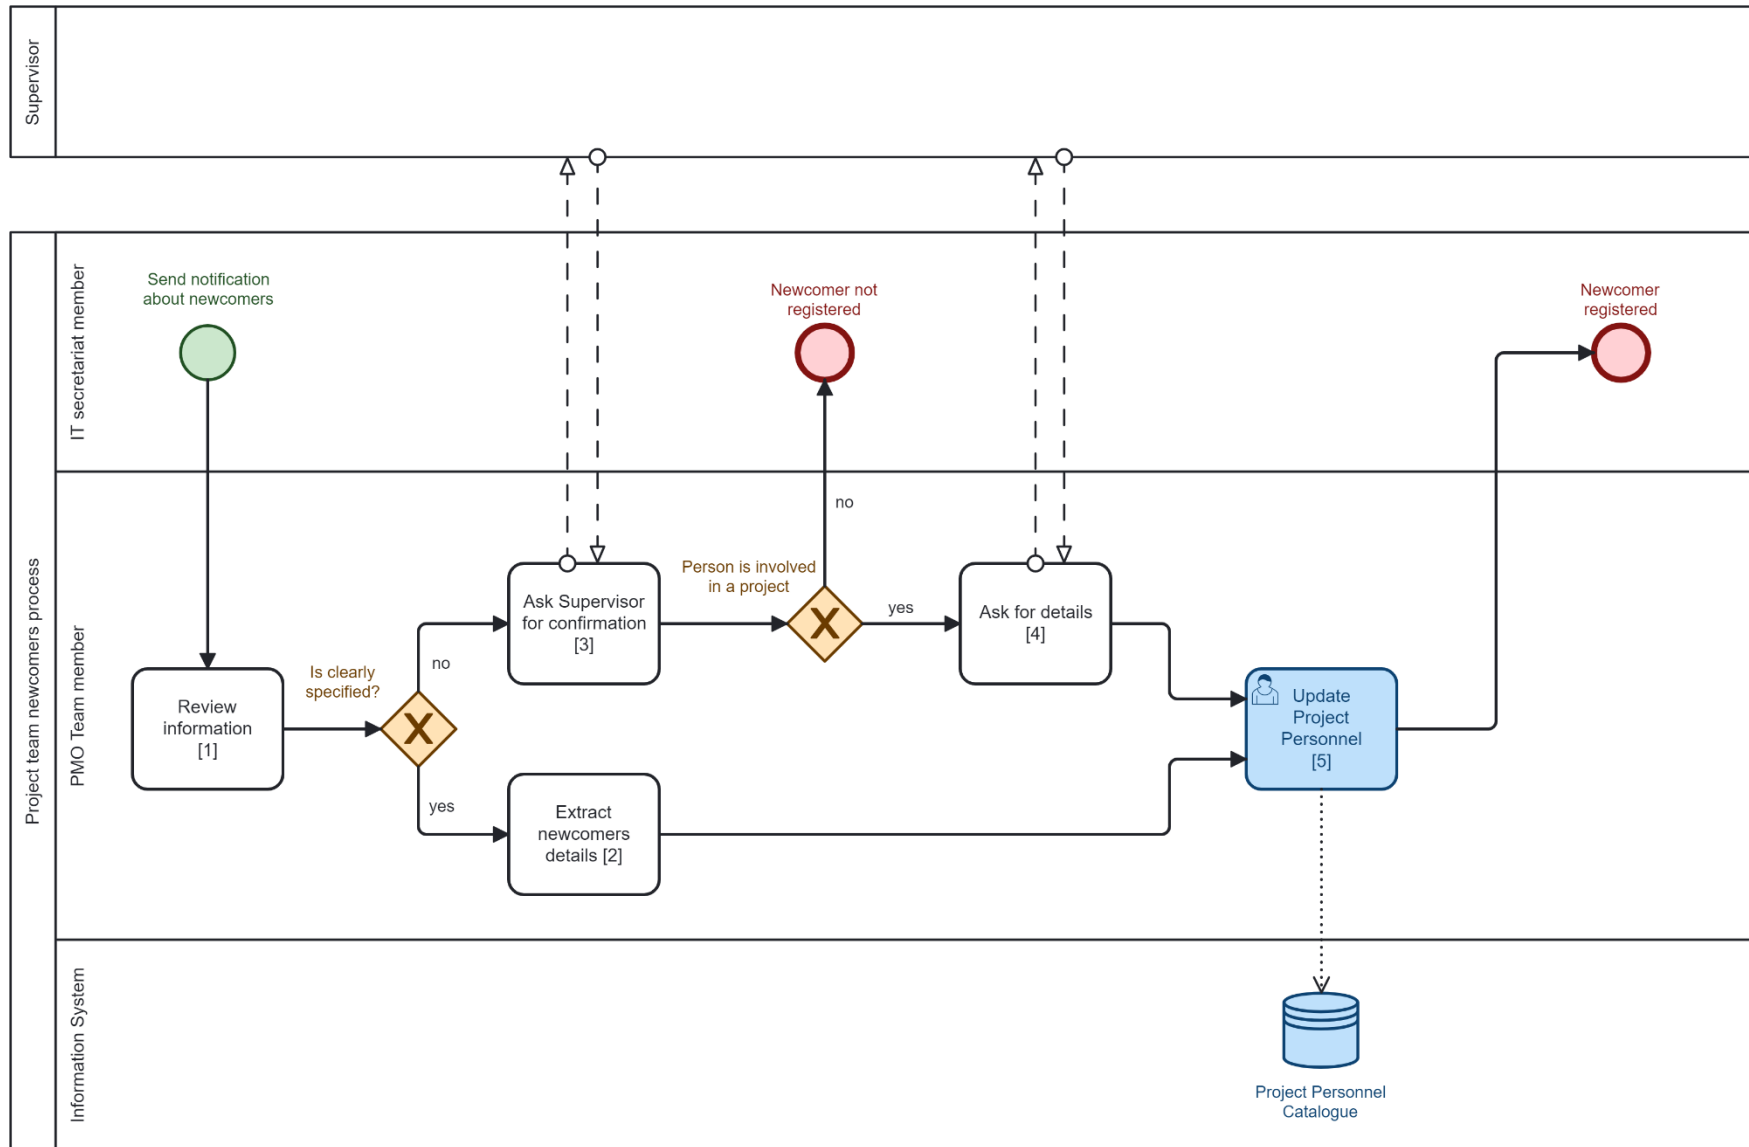 Supervisor
Project team newcomers process
IT secretariat member
Send notification
about newcomers
Newcomer not
registered
Newcomer
registered
PMO Team member
no
Person is involved
in a project
Ask Supervisor
for confirmation
[3]
yes
Ask for details
[4]
Is clearly
specified?
no
Review
information
[1]
X
X
Update
Project
Personnel
[5]
yes
Extract
newcomers
details [2]
Information System
Project Personnel
Catalogue